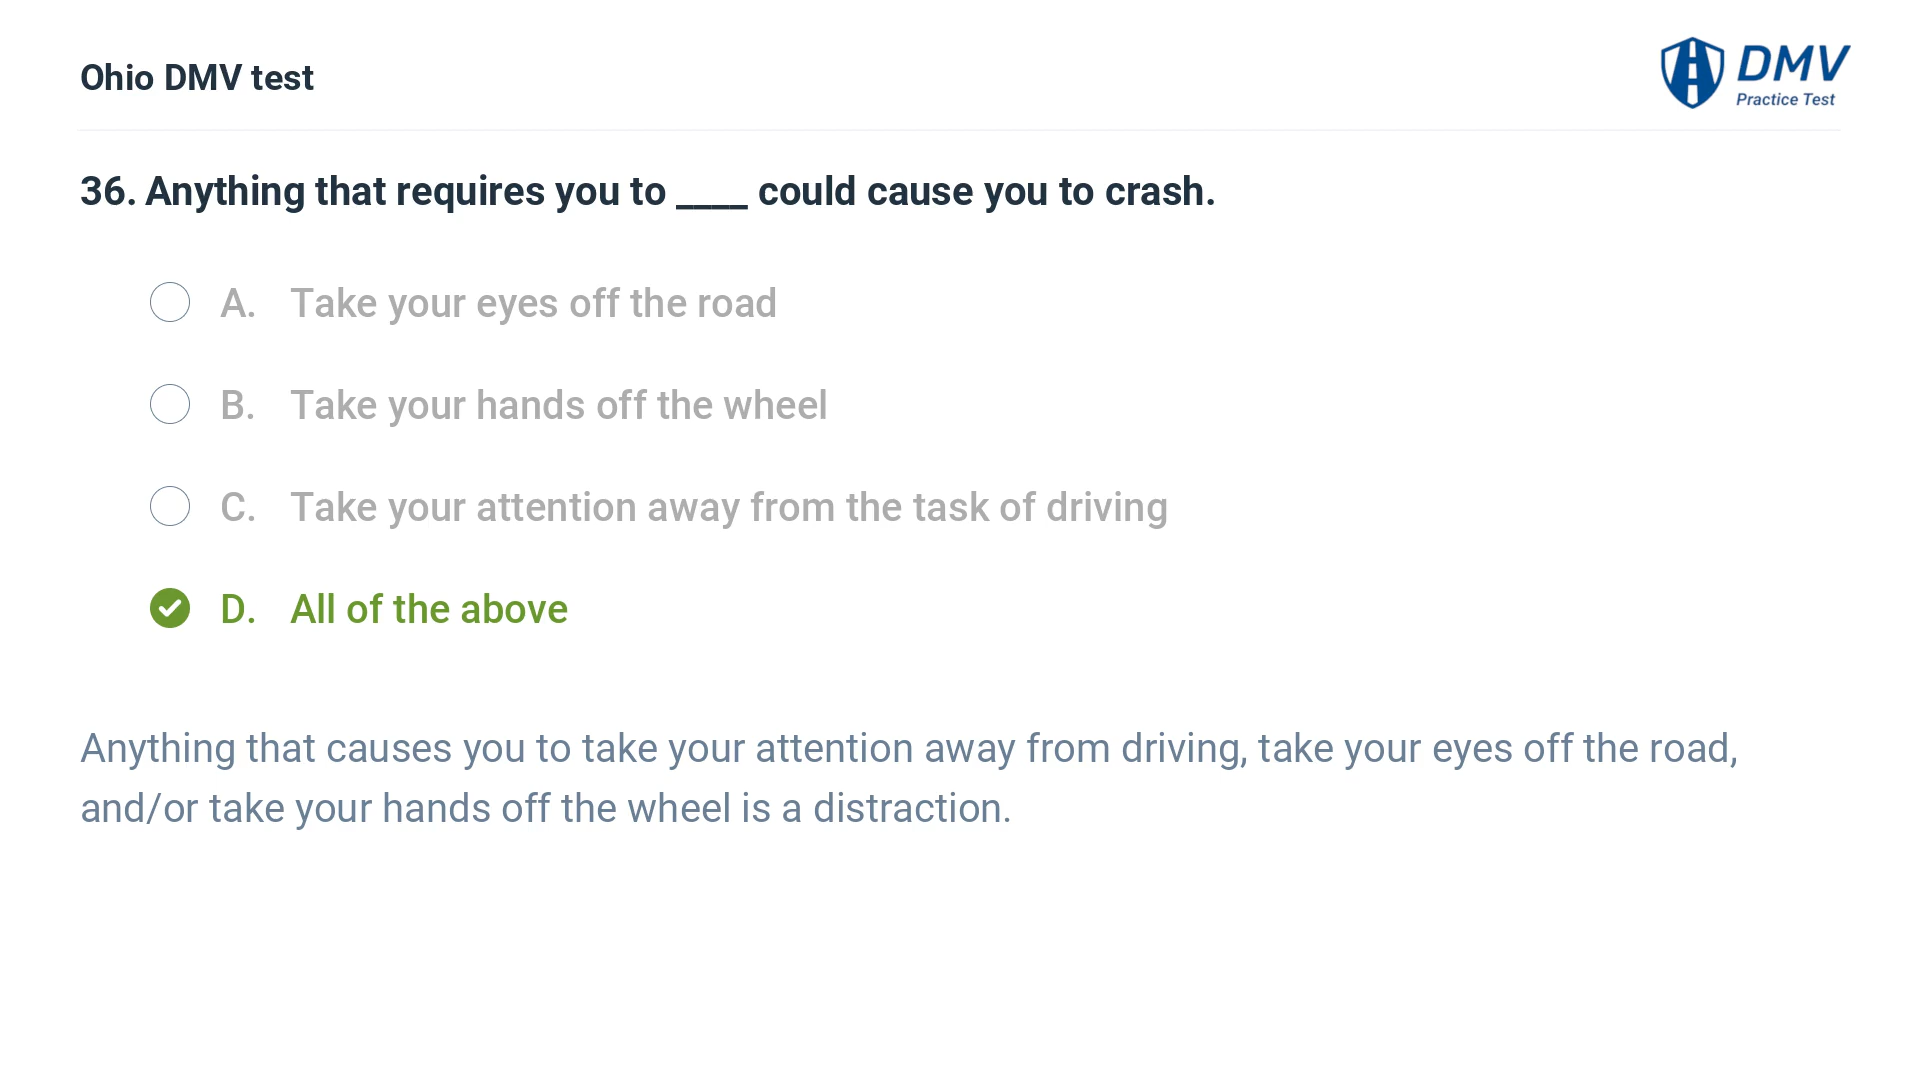 Ohio DMV test
DMV
Practice Test
36. Anything that requires you to ____ could cause you to crash.
A. Take your eyes off the road
B. Take your hands off the wheel
C. Take your attention away from the task of driving
D. All of the above
Anything that causes you to take your attention away from driving, take your eyes off the road,
and/or take your hands off the wheel is a distraction.